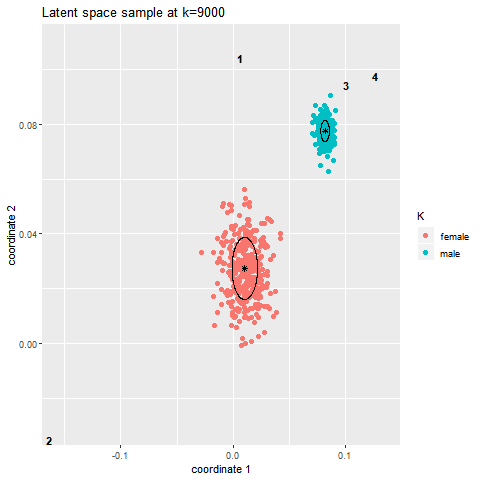 Latent space sample at k=9000
1
4
3
0.08
0.04
0.00
coordinate 2
2
-0.1
0.0
0.1
coordinate 1
K
female
male